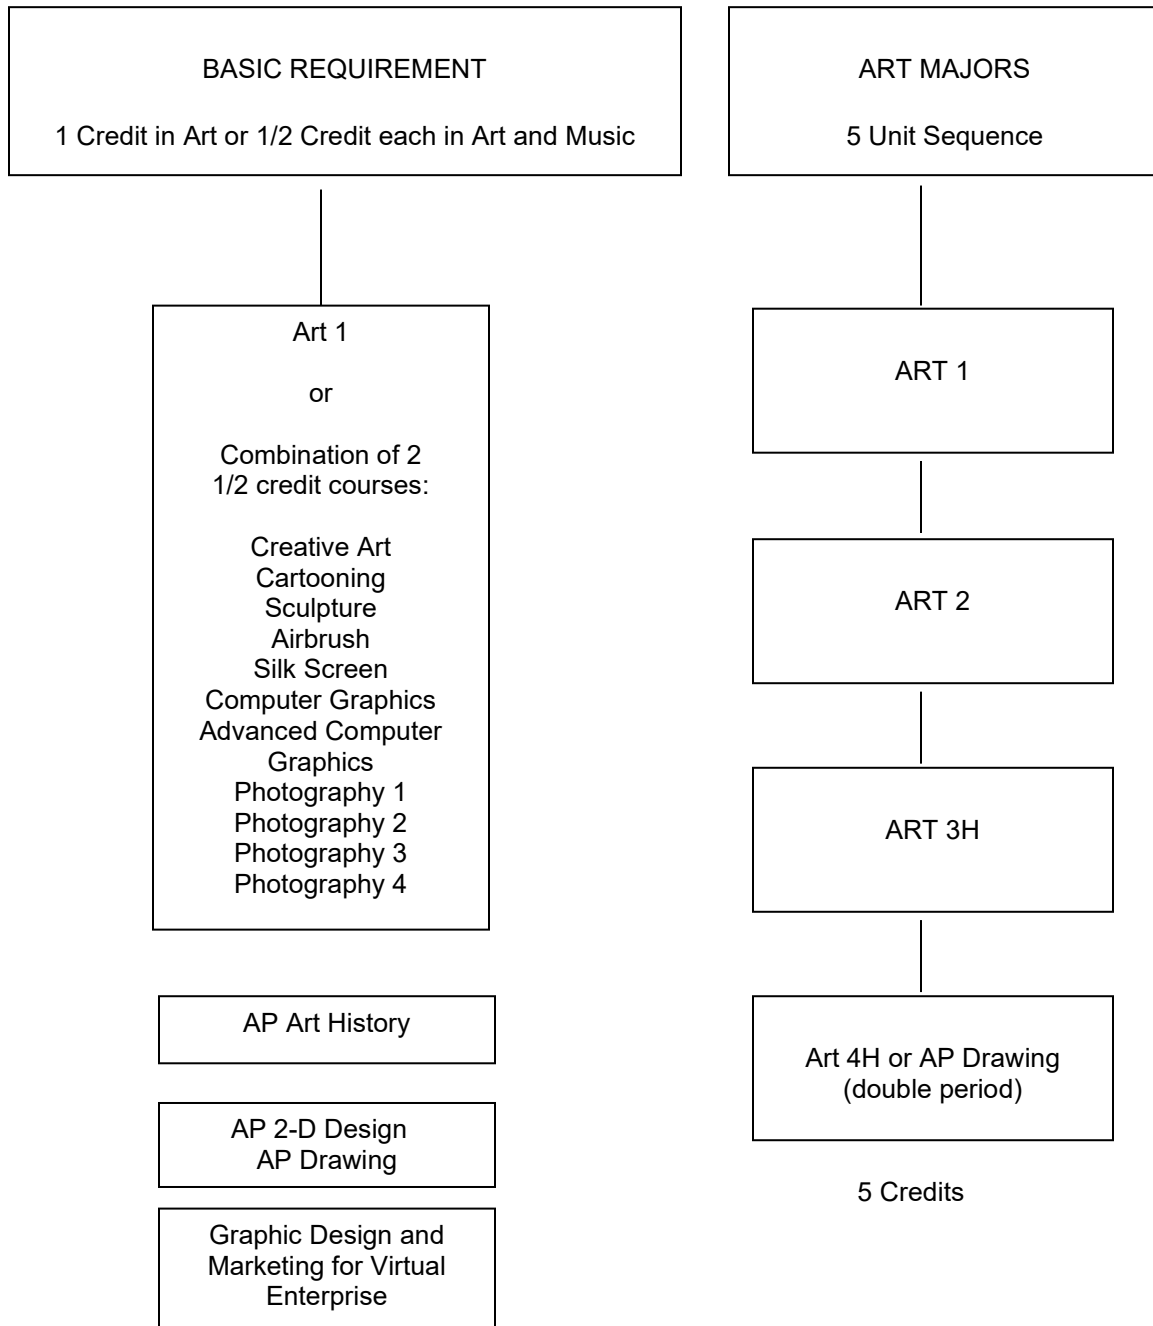 BASIC REQUIREMENT
1 Credit in Art or 1/2 Credit each in Art and Music
Art 1
or
Combination of 2
1/2 credit courses:
Creative Art
Cartooning
Sculpture
Airbrush
Silk Screen
Computer Graphics
Advanced Computer
Graphics
Photography 1
Photography 2
Photography 3
Photography 4
AP Art History
AP 2-D Design
AP Drawing
Graphic Design and
Marketing for Virtual
Enterprise
ART MAJORS
5 Unit Sequence
ART 1
ART 2
ART 3H
Art 4H or AP Drawing
(double period)
5 Credits